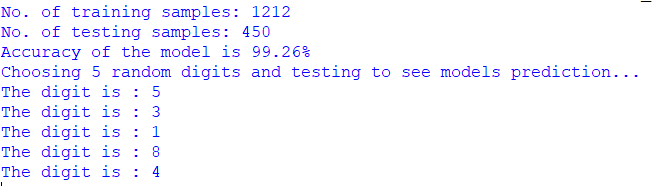 No. of training samples: 1212
No. of testing samples: 450
Accuracy of the model is 99.26%
Choosing 5 random digits and testing to see models prediction...
The digit is : 5
The digit is : 3
The digit is : 1
The digit is : 8
The digit is : 4